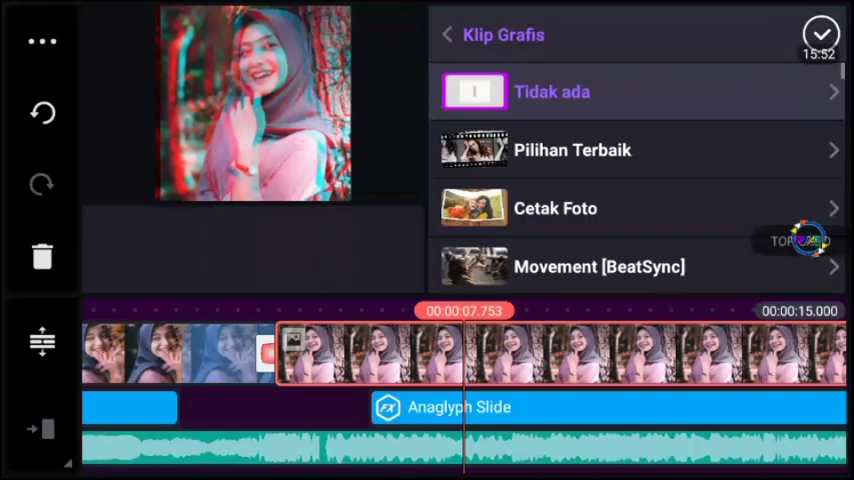 Klip Grafis
15:52
Tidak ada
Pilihan Terbaik
Cetak Foto
Movement [BeatSync]
00:00:07.753
00:00:15.000
FX
Anaglyph Slide